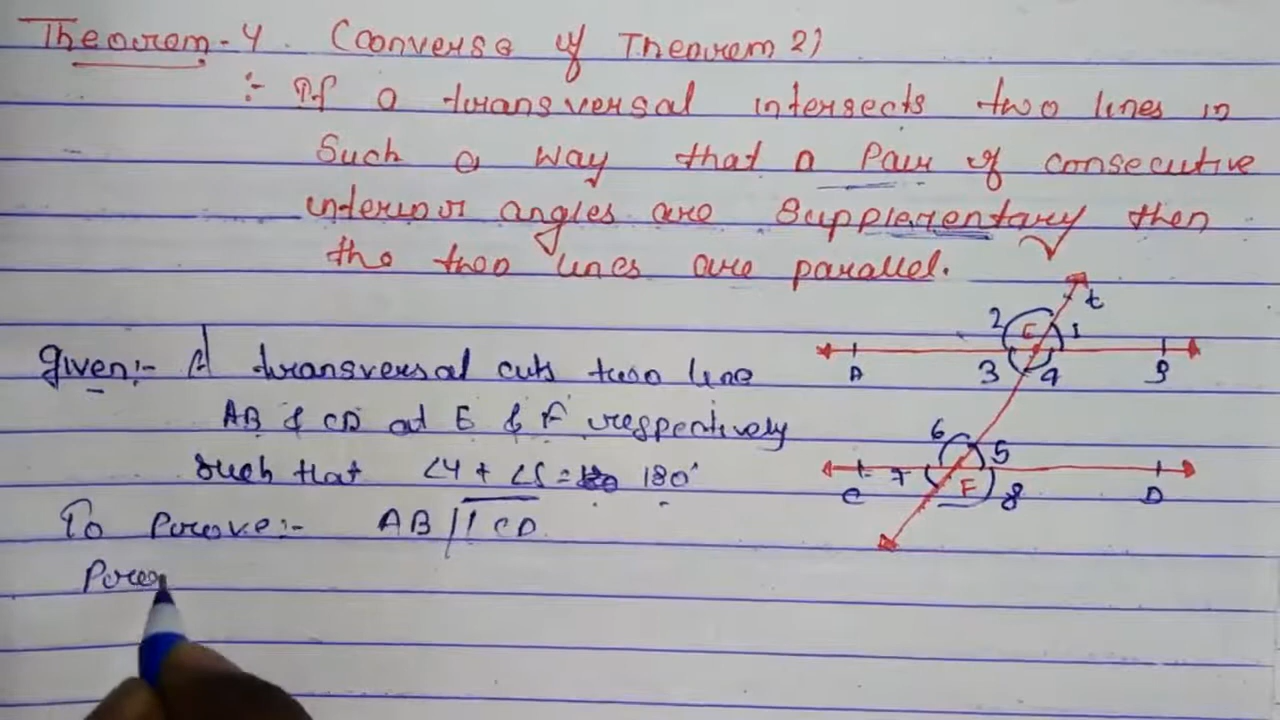 Theorem-4. (Converse of Theorem 2)
:- If a transversal intersects two lines in
Such a way that a Pair of consecutive
interior angles are Supplementary then
the two lines are parallel.
t
2 E 1
A 3 4 B
Given:- A transversal cuts two line
AB & CD at E & F respectively
6 5
such that ∠4 + ∠5 = 180°
C 7 F 8 D
To Prove:- AB || CD.
Proo